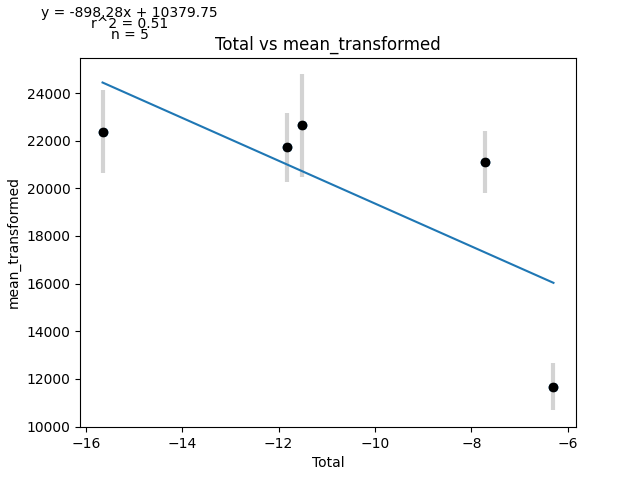 y = -898.28x + 10379.75
r^2 = 0.51
n = 5
Total vs mean_transformed
24000
22000
20000
18000
16000
14000
12000
10000
mean_transformed
−16
−14
−12
−10
−8
−6
Total